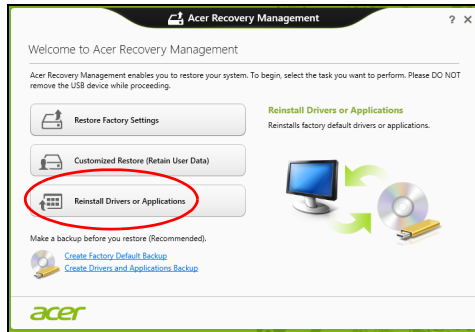 Acer Recovery Management
? ×
Welcome to Acer Recovery Management
Acer Recovery Management enables you to restore your system. To begin, select the task you want to perform. Please DO NOT
remove the USB device while proceeding.
Restore Factory Settings
Customized Restore (Retain User Data)
Reinstall Drivers or Applications
Reinstall Drivers or Applications
Reinstalls factory default drivers or applications.
Make a backup before you restore (Recommended).
Create Factory Default Backup
Create Drivers and Applications Backup
acer